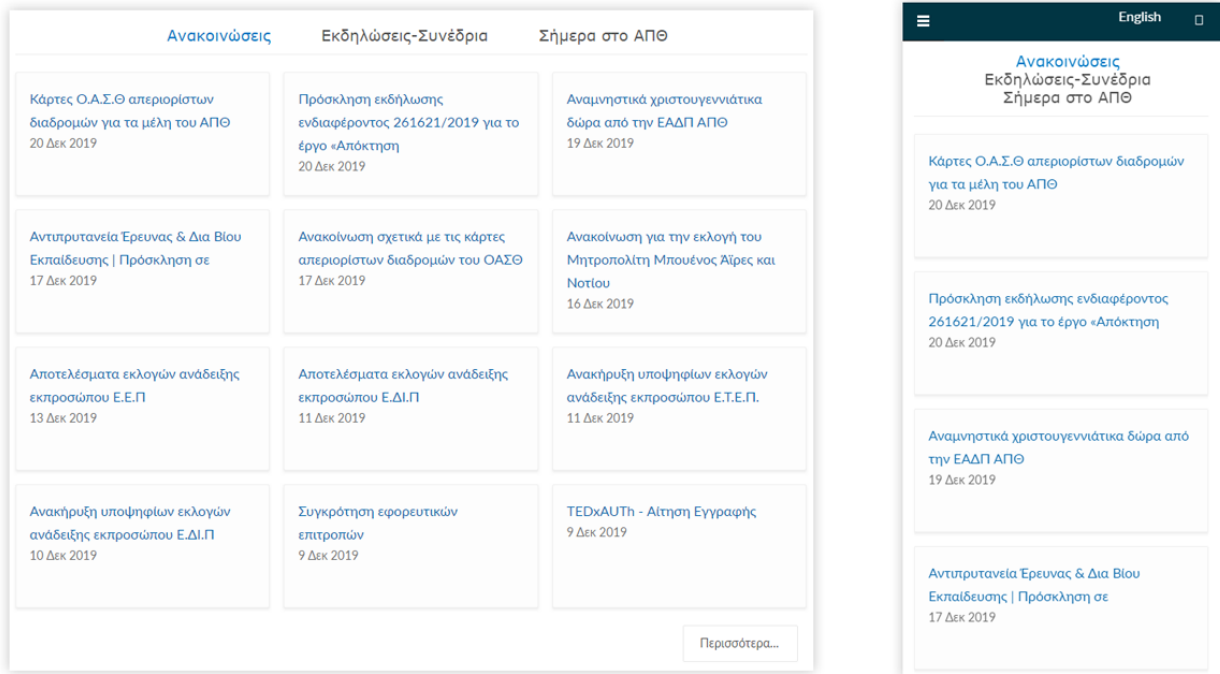 Ανακοινώσεις Εκδηλώσεις-Συνέδρια Σήμερα στο ΑΠΘ
Κάρτες Ο.Α.Σ.Θ απεριορίστων
διαδρομών για τα μέλη του ΑΠΘ
20 Δεκ 2019
Πρόσκληση εκδήλωσης
ενδιαφέροντος 261621/2019 για το
έργο «Απόκτηση
20 Δεκ 2019
Αναμνηστικά χριστουγεννιάτικα
δώρα από την ΕΑΔΠ ΑΠΘ
19 Δεκ 2019
Αντιπρυτανεία Έρευνας & Δια Βίου
Εκπαίδευσης | Πρόσκληση σε
17 Δεκ 2019
Ανακοίνωση σχετικά με τις κάρτες
απεριορίστων διαδρομών του ΟΑΣΘ
17 Δεκ 2019
Ανακοίνωση για την εκλογή του
Μητροπολίτη Μπουένος Άϊρες και
Νοτίου
16 Δεκ 2019
Αποτελέσματα εκλογών ανάδειξης
εκπροσώπου Ε.Ε.Π
13 Δεκ 2019
Αποτελέσματα εκλογών ανάδειξης
εκπροσώπου Ε.ΔΙ.Π
11 Δεκ 2019
Ανακήρυξη υποψηφίων εκλογών
ανάδειξης εκπροσώπου Ε.Τ.Ε.Π.
11 Δεκ 2019
Ανακήρυξη υποψηφίων εκλογών
ανάδειξης εκπροσώπου Ε.ΔΙ.Π
10 Δεκ 2019
Συγκρότηση εφορευτικών
επιτροπών
9 Δεκ 2019
TEDxAUTh - Αίτηση Εγγραφής
9 Δεκ 2019
Περισσότερα...
English
Ανακοινώσεις
Εκδηλώσεις-Συνέδρια
Σήμερα στο ΑΠΘ
Κάρτες Ο.Α.Σ.Θ απεριορίστων διαδρομών
για τα μέλη του ΑΠΘ
20 Δεκ 2019
Πρόσκληση εκδήλωσης ενδιαφέροντος
261621/2019 για το έργο «Απόκτηση
20 Δεκ 2019
Αναμνηστικά χριστουγεννιάτικα δώρα από
την ΕΑΔΠ ΑΠΘ
19 Δεκ 2019
Αντιπρυτανεία Έρευνας & Δια Βίου
Εκπαίδευσης | Πρόσκληση σε
17 Δεκ 2019